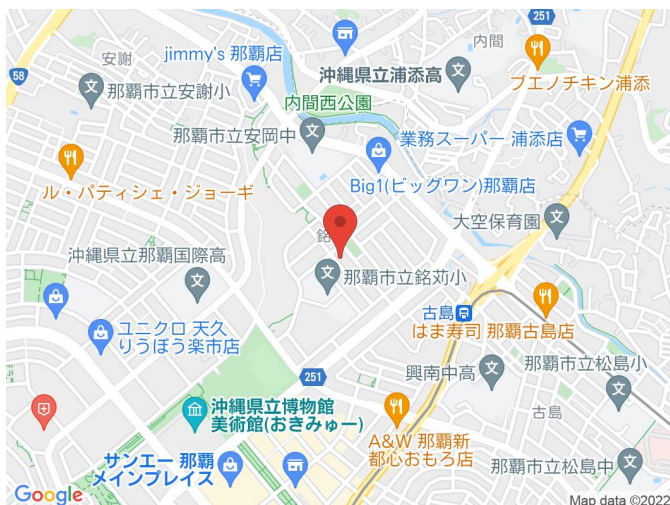 251
内間
安謝
jimmy's 那覇店
沖縄県立浦添高
ブエノチキン浦添
58
那覇市立安謝小
内間西公園
那覇市立安岡中
業務スーパー 浦添店
ル・パティシェ・ジョーギ
Big1(ビッグワン)那覇店
大空保育園
銘
沖縄県立那覇国際高
那覇市立銘苅小
古島
ユニクロ 天久
りうぼう楽市店
はま寿司 那覇古島店
251
興南中高
那覇市立松島小
沖縄県立博物館
美術館(おきみゅー)
古島
A&W 那覇新
都心おもろ店
サンエー 那覇
メインプレイス
那覇市立松島中
Google
Map data ©2022